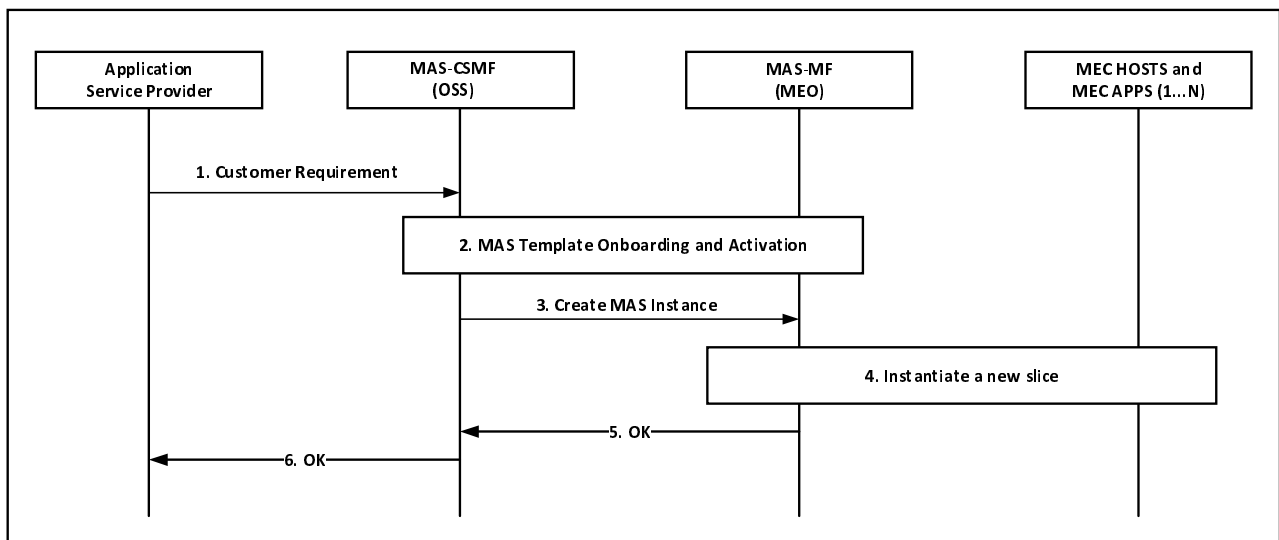 Application
Service Provider
MAS-CSMF
(OSS)
MAS-MF
(MEO)
MEC HOSTS and
MEC APPS (1...N)
1. Customer Requirement
2. MAS Template Onboarding and Activation
3. Create MAS Instance
4. Instantiate a new slice
5. OK
6. OK